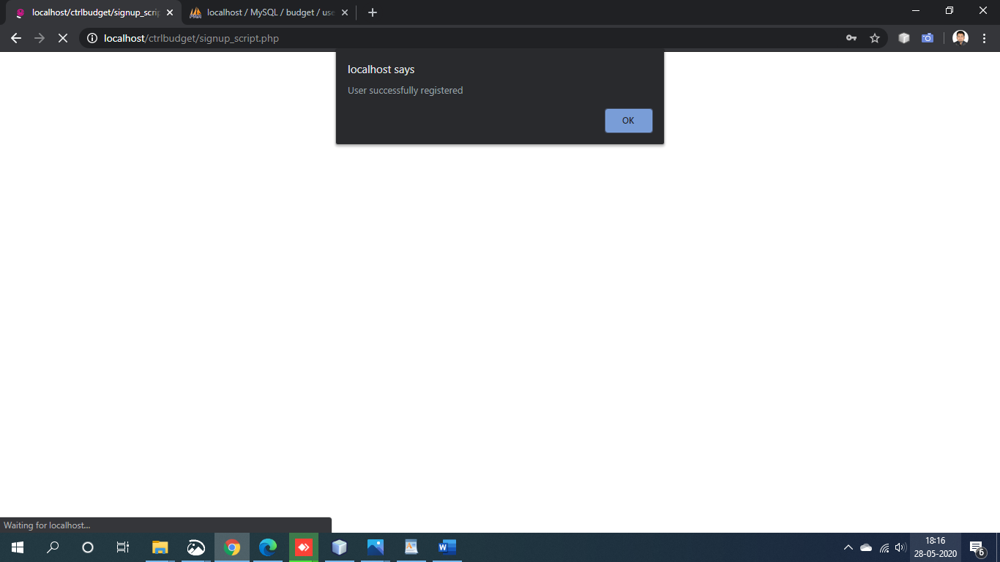 localhost/ctrlbudget/signup_scrip
localhost / MySQL / budget / use
localhost/ctrlbudget/signup_script.php
localhost says
User successfully registered
OK
Waiting for localhost...
18:16
28-05-2020
6